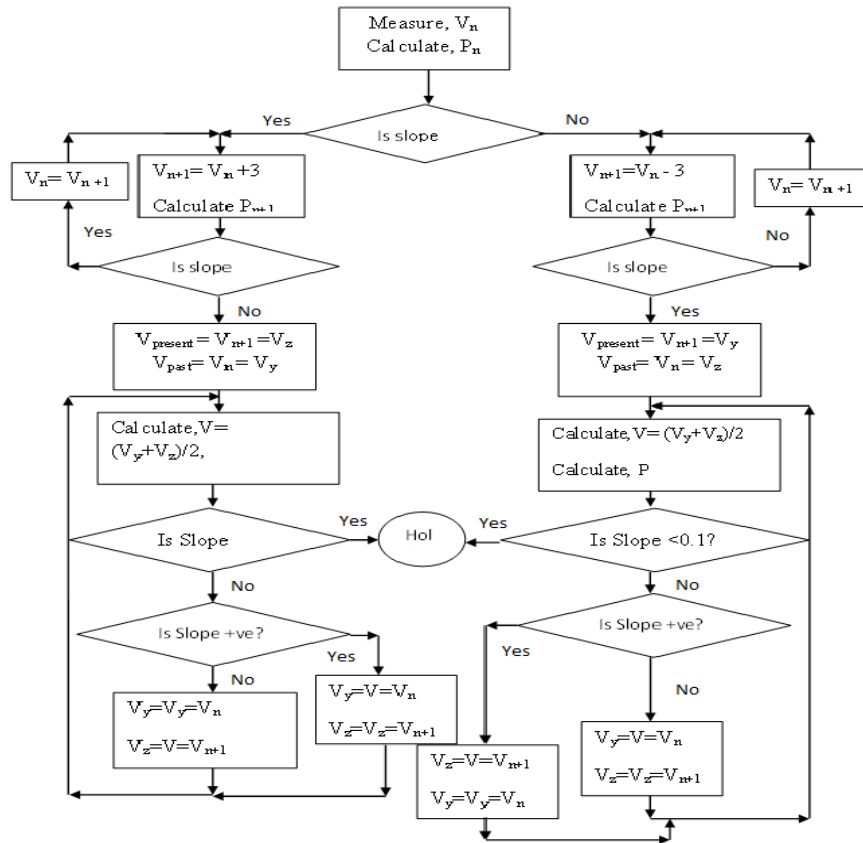 Measure, Vn
Calculate, Pn
Is slope
Yes
No
Vn+1= Vn +3
Calculate Pn+1
Vn= Vn +1
Yes
Is slope
No
Vn+1=Vn - 3
Calculate Pn+1
Vn= Vn +1
No
Is slope
Yes
Vpresent= Vn+1 =Vz
Vpast= Vn= Vy
Vpresent= Vn+1 =Vy
Vpast= Vn= Vz
Calculate, V=
(Vy+Vz)/2,
Calculate, V= (Vy+Vz)/2
Calculate, P
Is Slope
Yes
Hol
Yes
Is Slope <0.1?
No
No
Is Slope +ve?
Yes
No
Is Slope +ve?
Yes
No
Vy=Vy=Vn
Vz=V=Vn+1
Vy=V=Vn
Vz=Vz=Vn+1
Vz=V=Vn+1
Vy=Vy=Vn
Vy=V=Vn
Vz=Vz=Vn+1